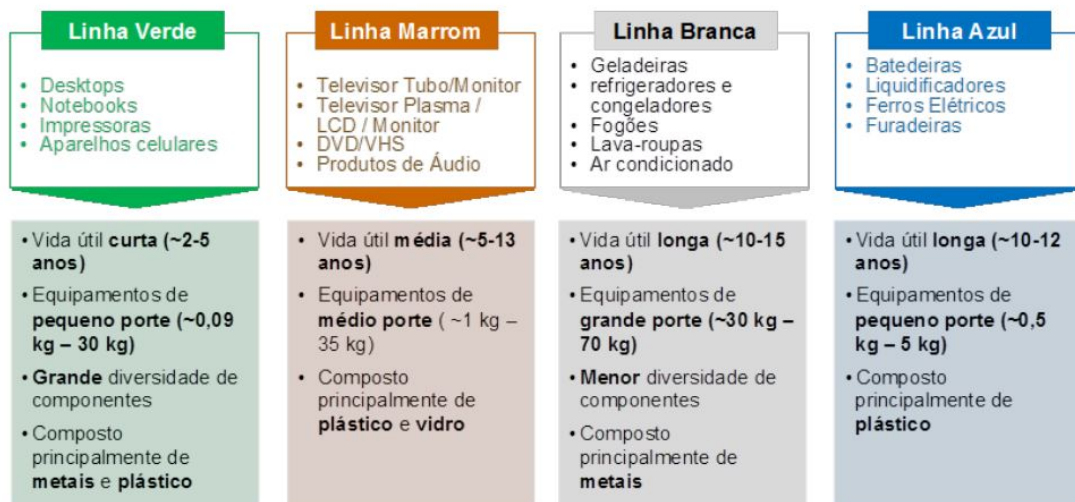 Linha Verde
• Desktops
• Notebooks
• Impressoras
• Aparelhos celulares
• Vida útil curta (~2-5
anos)
• Equipamentos de
pequeno porte (~0,09
kg – 30 kg)
• Grande diversidade de
componentes
• Composto
principalmente de
metais e plástico
Linha Marrom
• Televisor Tubo/Monitor
• Televisor Plasma /
LCD / Monitor
• DVD/VHS
• Produtos de Áudio
• Vida útil média (~5-13
anos)
• Equipamentos de
médio porte ( ~1 kg –
35 kg)
• Composto
principalmente de
plástico e vidro
Linha Branca
• Geladeiras
• refrigeradores e
congeladores
• Fogões
• Lava-roupas
• Ar condicionado
• Vida útil longa (~10-15
anos)
• Equipamentos de
grande porte (~30 kg –
70 kg)
• Menor diversidade de
componentes
• Composto
principalmente de
metais
Linha Azul
• Batedeiras
• Liquidificadores
• Ferros Elétricos
• Furadeiras
• Vida útil longa (~10-12
anos)
• Equipamentos de
pequeno porte (~0,5
kg – 5 kg)
• Composto
principalmente de
plástico